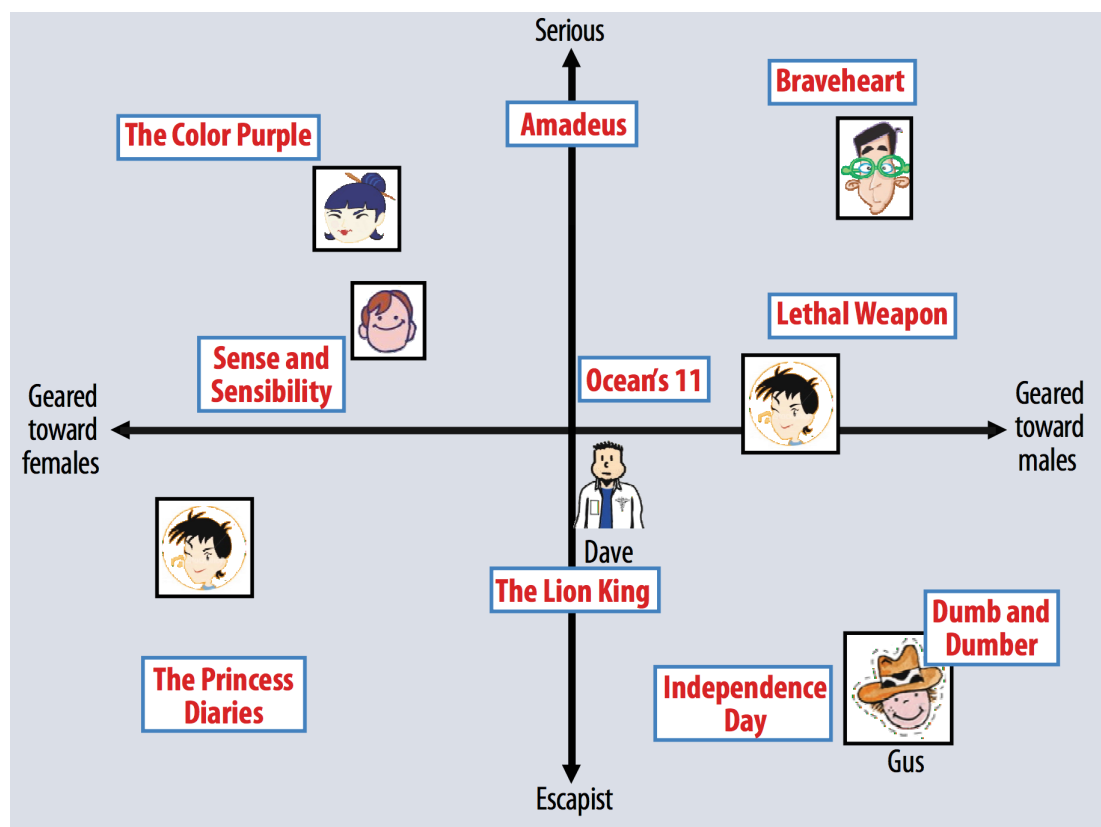 Serious
Braveheart
Amadeus
The Color Purple
Lethal Weapon
Sense and
Sensibility
Ocean's 11
Geared
toward
females
Geared
toward
males
Dave
The Lion King
Dumb and
Dumber
The Princess
Diaries
Independence
Day
Gus
Escapist